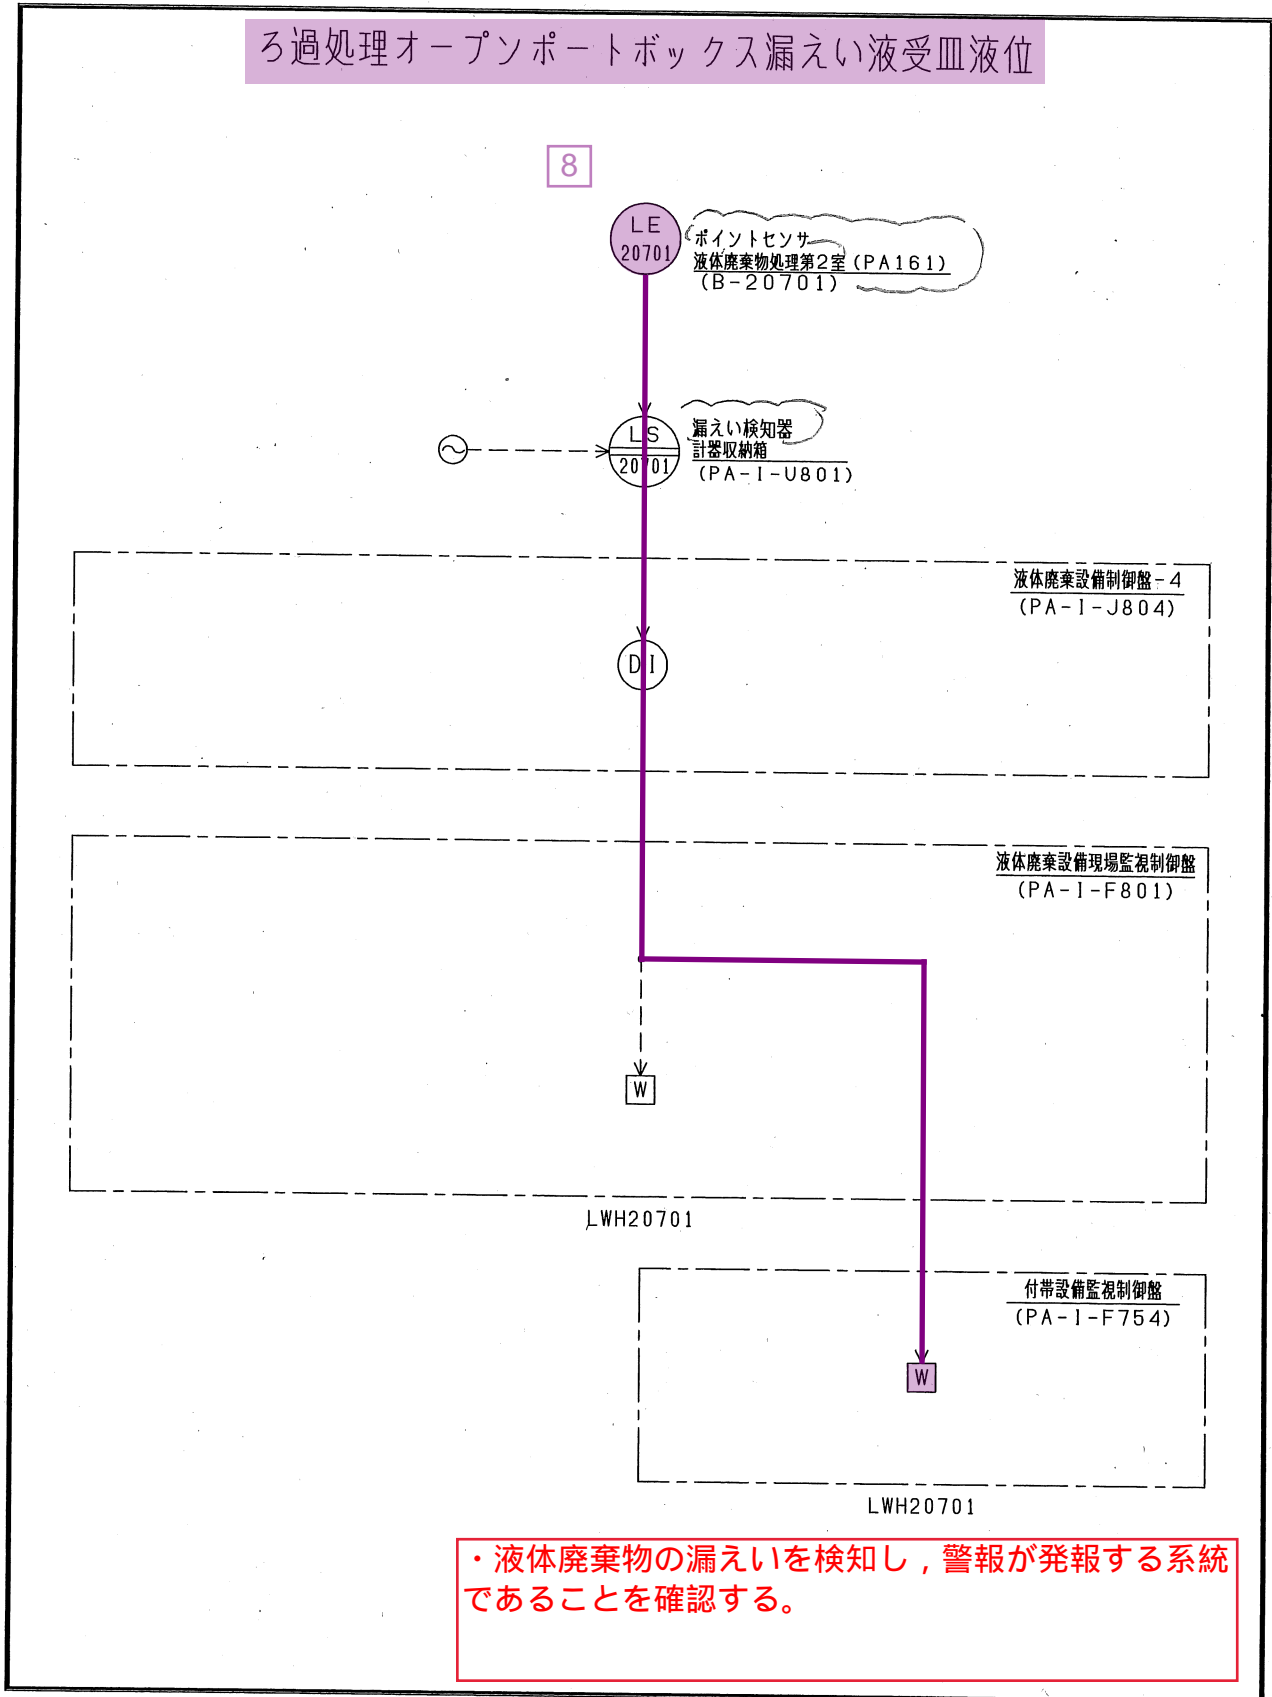 ろ過処理オープンポートボックス漏えい液受皿液位
8
LE
20701
ポイントセンサ
液体廃棄物処理第2室(PA161)
(B-20701)
LS
20701
漏えい検知器
計器収納箱
(PA-I-U801)
液体廃棄設備制御盤-4
(PA-I-J804)
DI
液体廃棄設備現場監視制御盤
(PA-I-F801)
W
LWH20701
付帯設備監視制御盤
(PA-I-F754)
W
LWH20701
・液体廃棄物の漏えいを検知し,警報が発報する系統
であることを確認する。